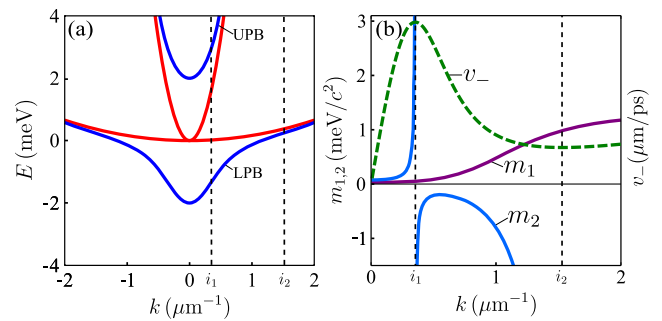 (a)
UPB
LPB
E (meV)
4
2
0
-2
-4
-2
-1
0
i₁
1
i₂
2
k (μm⁻¹)
(b)
v₋
m₁
m₂
m₁,₂ (meV/c²)
3
2
1
0
-1
0
i₁
1
i₂
2
k (μm⁻¹)
v₋(μm/ps)